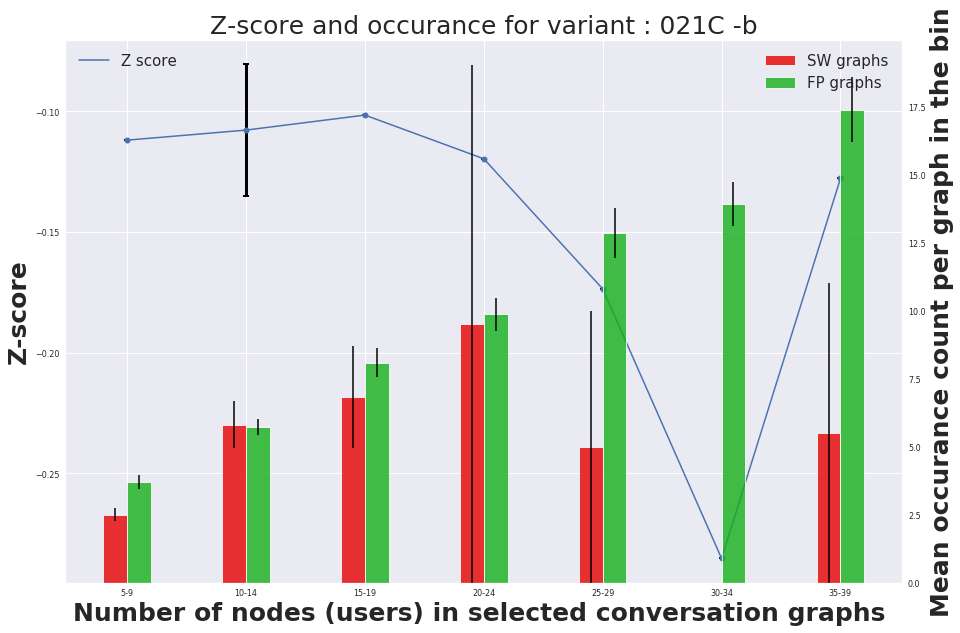 Z-score and occurance for variant : 021C -b
Z score
SW graphs
FP graphs
Z-score
−0.10
−0.15
−0.20
−0.25
17.5
15.0
12.5
10.0
7.5
5.0
2.5
0.0
Mean occurance count per graph in the bin
5-9
10-14
15-19
20-24
25-29
30-34
35-39
Number of nodes (users) in selected conversation graphs